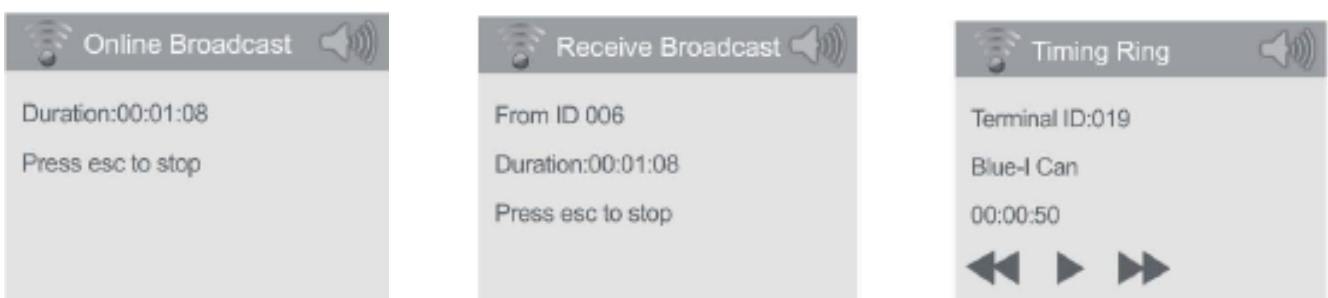 Online Broadcast
Duration:00:01:08
Press esc to stop
Receive Broadcast
From ID 006
Duration:00:01:08
Press esc to stop
Timing Ring
Terminal ID:019
Blue-I Can
00:00:50